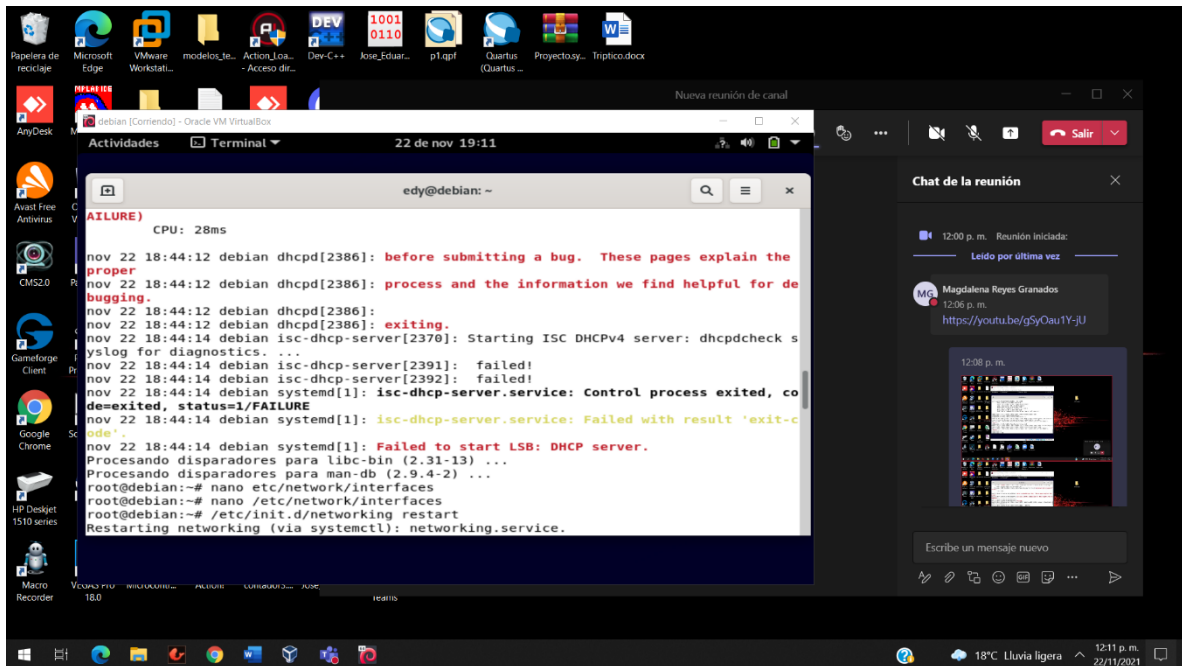 Papelera de reciclaje
Microsoft Edge
VMware Workstati...
modelos_te...
Action_Loa... - Acceso dir...
DEV C++
Dev-C++
1001
0110
Jose_Eduar...
p1.qpf
Quartus (Quartus ...
Proyecto.sy...
Triptico.docx
AnyDesk
MPLAB IDE
Nueva reunión de canal
debian [Corriendo] - Oracle VM VirtualBox
Actividades
Terminal
22 de nov 19:11
edy@debian: ~
AILURE)
CPU: 28ms
nov 22 18:44:12 debian dhcpd[2386]: before submitting a bug.  These pages explain the
proper
nov 22 18:44:12 debian dhcpd[2386]: process and the information we find helpful for de
bugging.
nov 22 18:44:12 debian dhcpd[2386]:
nov 22 18:44:12 debian dhcpd[2386]: exiting.
nov 22 18:44:14 debian isc-dhcp-server[2370]: Starting ISC DHCPv4 server: dhcpdcheck s
yslog for diagnostics. ...
nov 22 18:44:14 debian isc-dhcp-server[2391]:  failed!
nov 22 18:44:14 debian isc-dhcp-server[2392]:  failed!
nov 22 18:44:14 debian systemd[1]: isc-dhcp-server.service: Control process exited, co
de=exited, status=1/FAILURE
nov 22 18:44:14 debian systemd[1]: isc-dhcp-server.service: Failed with result 'exit-c
ode'.
nov 22 18:44:14 debian systemd[1]: Failed to start LSB: DHCP server.
Procesando disparadores para libc-bin (2.31-13) ...
Procesando disparadores para man-db (2.9.4-2) ...
root@debian:~# nano etc/network/interfaces
root@debian:~# nano /etc/network/interfaces
root@debian:~# /etc/init.d/networking restart
Restarting networking (via systemctl): networking.service.
Avast Free Antivirus
CMS2.0
Gameforge Client
Google Chrome
HP Deskjet 1510 series
Macro Recorder
18.0
Teams
Salir
Chat de la reunión
12:00 p. m. Reunión iniciada:
Leído por última vez
MG
Magdalena Reyes Granados
12:06 p. m.
https://youtu.be/gSyOau1Y-jU
12:08 p. m.
Escribe un mensaje nuevo
GIF
18°C Lluvia ligera
12:11 p. m.
22/11/2021